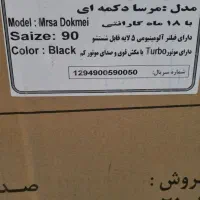 مدل : مرسا دکمه ای
Model : Mrsa Dokmei
با ۱۸ ماه گارانتی
Saize: 90
دارای فیلتر آلومینیومی ۵ لایه قابل شستشو
Color : Black
دارای موتور Turbo با مکش قوی و صدای موتور کم
شماره سریال:
1294900590050
فروش :
صد